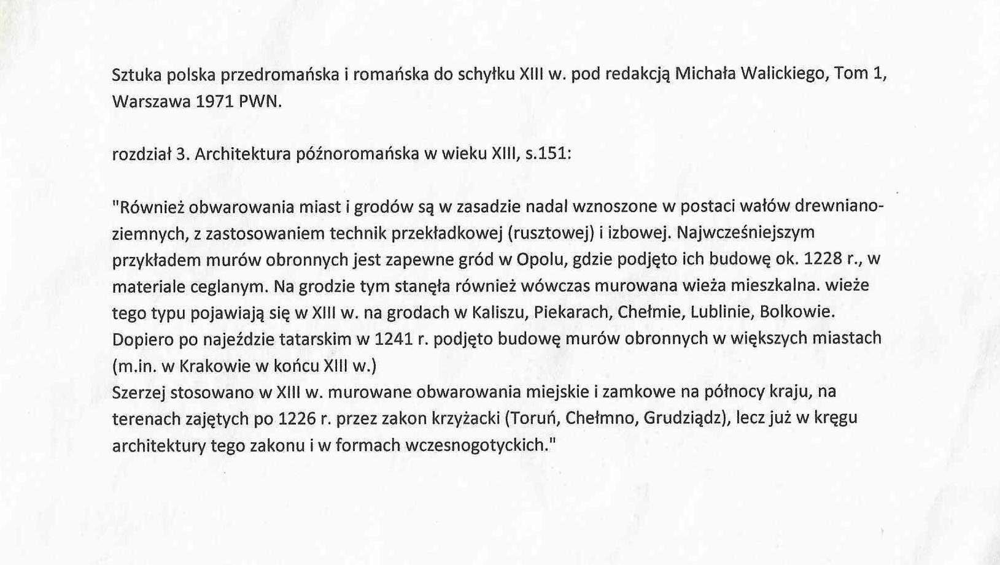 Sztuka polska przedromańska i romańska do schyłku XIII w. pod redakcją Michała Walickiego, Tom 1,
Warszawa 1971 PWN.
rozdział 3. Architektura późnoromańska w wieku XIII, s.151:
"Również obwarowania miast i grodów są w zasadzie nadal wznoszone w postaci wałów drewniano-
ziemnych, z zastosowaniem technik przekładkowej (rusztowej) i izbowej. Najwcześniejszym
przykładem murów obronnych jest zapewne gród w Opolu, gdzie podjęto ich budowę ok. 1228 r., w
materiale ceglanym. Na grodzie tym stanęła również wówczas murowana wieża mieszkalna. wieże
tego typu pojawiają się w XIII w. na grodach w Kaliszu, Piekarach, Chełmie, Lublinie, Bolkowie.
Dopiero po najeździe tatarskim w 1241 r. podjęto budowę murów obronnych w większych miastach
(m.in. w Krakowie w końcu XIII w.)
Szerzej stosowano w XIII w. murowane obwarowania miejskie i zamkowe na północy kraju, na
terenach zajętych po 1226 r. przez zakon krzyżacki (Toruń, Chełmno, Grudziądz), lecz już w kręgu
architektury tego zakonu i w formach wczesnogotyckich."